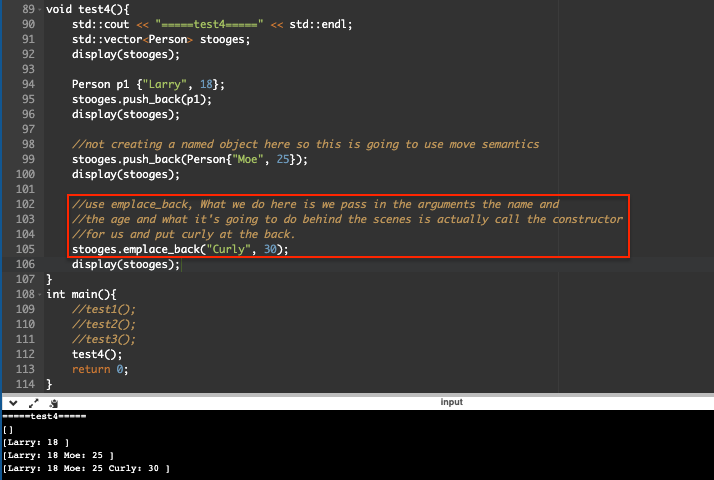 89 void test4(){
90 std::cout << "=====test4=====" << std::endl;
91 std::vector<Person> stooges;
92 display(stooges);
93
94 Person p1 {"Larry", 18};
95 stooges.push_back(p1);
96 display(stooges);
97
98 //not creating a named object here so this is going to use move semantics
99 stooges.push_back(Person{"Moe", 25});
100 display(stooges);
101
102 //use emplace_back, What we do here is we pass in the arguments the name and
103 //the age and what it's going to do behind the scenes is actually call the constructor
104 //for us and put curly at the back.
105 stooges.emplace_back("Curly", 30);
106 display(stooges);
107 }
108 int main(){
109 //test1();
110 //test2();
111 //test3();
112 test4();
113 return 0;
114 }
input
=====test4=====
[]
[Larry: 18 ]
[Larry: 18 Moe: 25 ]
[Larry: 18 Moe: 25 Curly: 30 ]